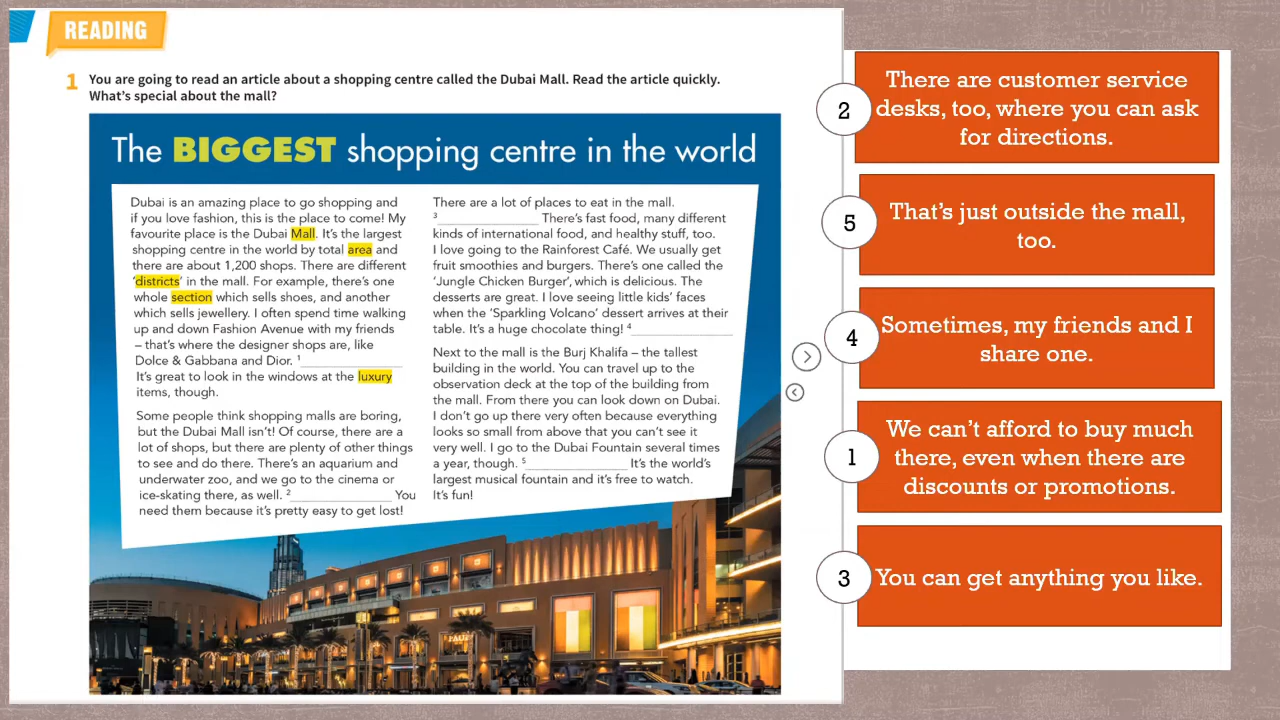 READING
1 You are going to read an article about a shopping centre called the Dubai Mall. Read the article quickly.
What's special about the mall?
The BIGGEST shopping centre in the world
Dubai is an amazing place to go shopping and
if you love fashion, this is the place to come! My
favourite place is the Dubai Mall. It's the largest
shopping centre in the world by total area and
there are about 1,200 shops. There are different
'districts' in the mall. For example, there's one
whole section which sells shoes, and another
which sells jewellery. I often spend time walking
up and down Fashion Avenue with my friends
– that's where the designer shops are, like
Dolce & Gabbana and Dior. 1
It's great to look in the windows at the luxury
items, though.
Some people think shopping malls are boring,
but the Dubai Mall isn't! Of course, there are a
lot of shops, but there are plenty of other things
to see and do there. There's an aquarium and
underwater zoo, and we go to the cinema or
ice-skating there, as well. 2 You
need them because it's pretty easy to get lost!
There are a lot of places to eat in the mall.
3 There's fast food, many different
kinds of international food, and healthy stuff, too.
I love going to the Rainforest Café. We usually get
fruit smoothies and burgers. There's one called the
'Jungle Chicken Burger', which is delicious. The
desserts are great. I love seeing little kids' faces
when the 'Sparkling Volcano' dessert arrives at their
table. It's a huge chocolate thing! 4
Next to the mall is the Burj Khalifa – the tallest
building in the world. You can travel up to the
observation deck at the top of the building from
the mall. From there you can look down on Dubai.
I don't go up there very often because everything
looks so small from above that you can't see it
very well. I go to the Dubai Fountain several times
a year, though. 5 It's the world's
largest musical fountain and it's free to watch.
It's fun!
2
There are customer service
desks, too, where you can ask
for directions.
5
That's just outside the mall,
too.
4
Sometimes, my friends and I
share one.
1
We can't afford to buy much
there, even when there are
discounts or promotions.
3
You can get anything you like.